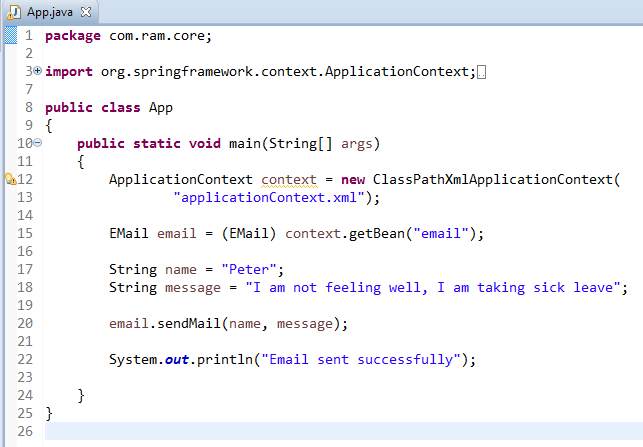 App.java
1 package com.ram.core;
2
3 import org.springframework.context.ApplicationContext;
7
8 public class App
9 {
10 public static void main(String[] args)
11 {
12 ApplicationContext context = new ClassPathXmlApplicationContext(
13 "applicationContext.xml");
14
15 EMail email = (EMail) context.getBean("email");
16
17 String name = "Peter";
18 String message = "I am not feeling well, I am taking sick leave";
19
20 email.sendMail(name, message);
21
22 System.out.println("Email sent successfully");
23
24 }
25 }
26